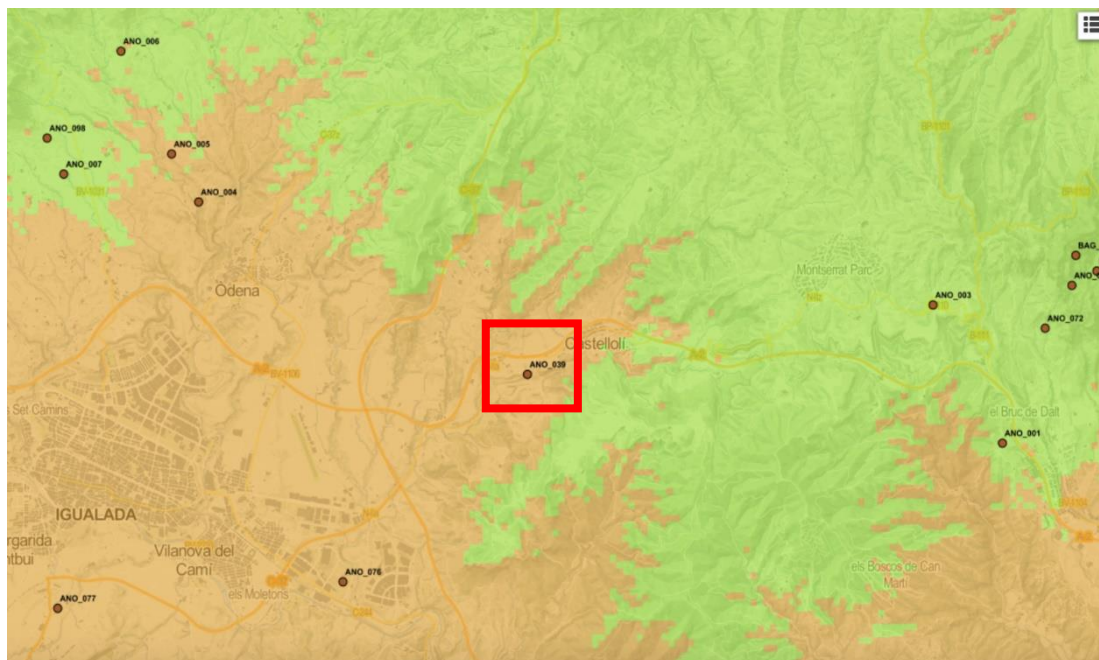 ANO_006
ANO_098
ANO_005
ANO_007
ANO_004
Òdena
Montserrat Parc
BAG_
ANO_003
ANO_072
Castellolí
ANO_039
A2
Set Camins
el Bruc de Dalt
ANO_001
IGUALADA
Vilanova del
Camí
ANO_076
els Moletons
els Boscos de Can
Martí
ANO_077